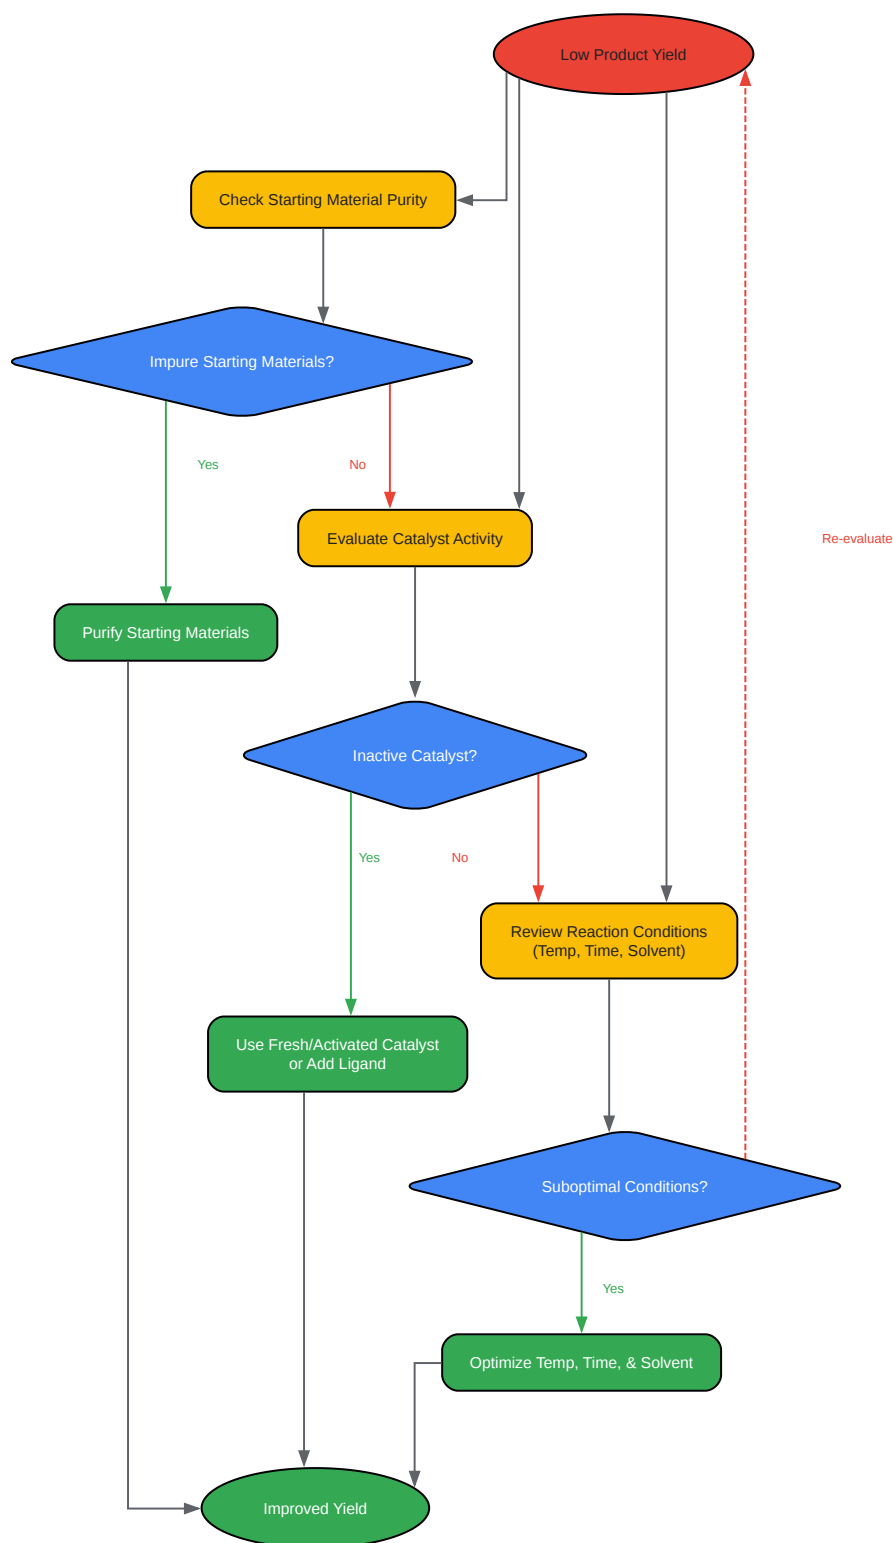 Low Product Yield
Check Starting Material Purity
Impure Starting Materials?
Yes
No
Evaluate Catalyst Activity
Re-evaluate
Purify Starting Materials
Inactive Catalyst?
Yes
No
Review Reaction Conditions
(Temp, Time, Solvent)
Use Fresh/Activated Catalyst
or Add Ligand
Suboptimal Conditions?
Yes
Optimize Temp, Time, & Solvent
Improved Yield